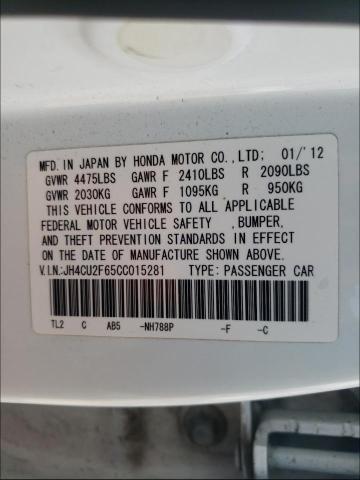 MFD. IN JAPAN BY HONDA MOTOR CO.,LTD: 01/'12
GVWR 4475LBS GAWR F 2410LBS R 2090LBS
GVWR 2030KG GAWR F 1095KG R 950KG
THIS VEHICLE CONFORMS TO ALL APPLICABLE
FEDERAL MOTOR VEHICLE SAFETY ,BUMPER,
AND THEFT PREVENTION STANDARDS IN EFFECT
ON THE DATE OF MANUFACTURE SHOWN ABOVE.
V.I.N.:JH4CU2F65CC015281 TYPE: PASSENGER CAR
TL2 C AB5 -NH788P -F -C